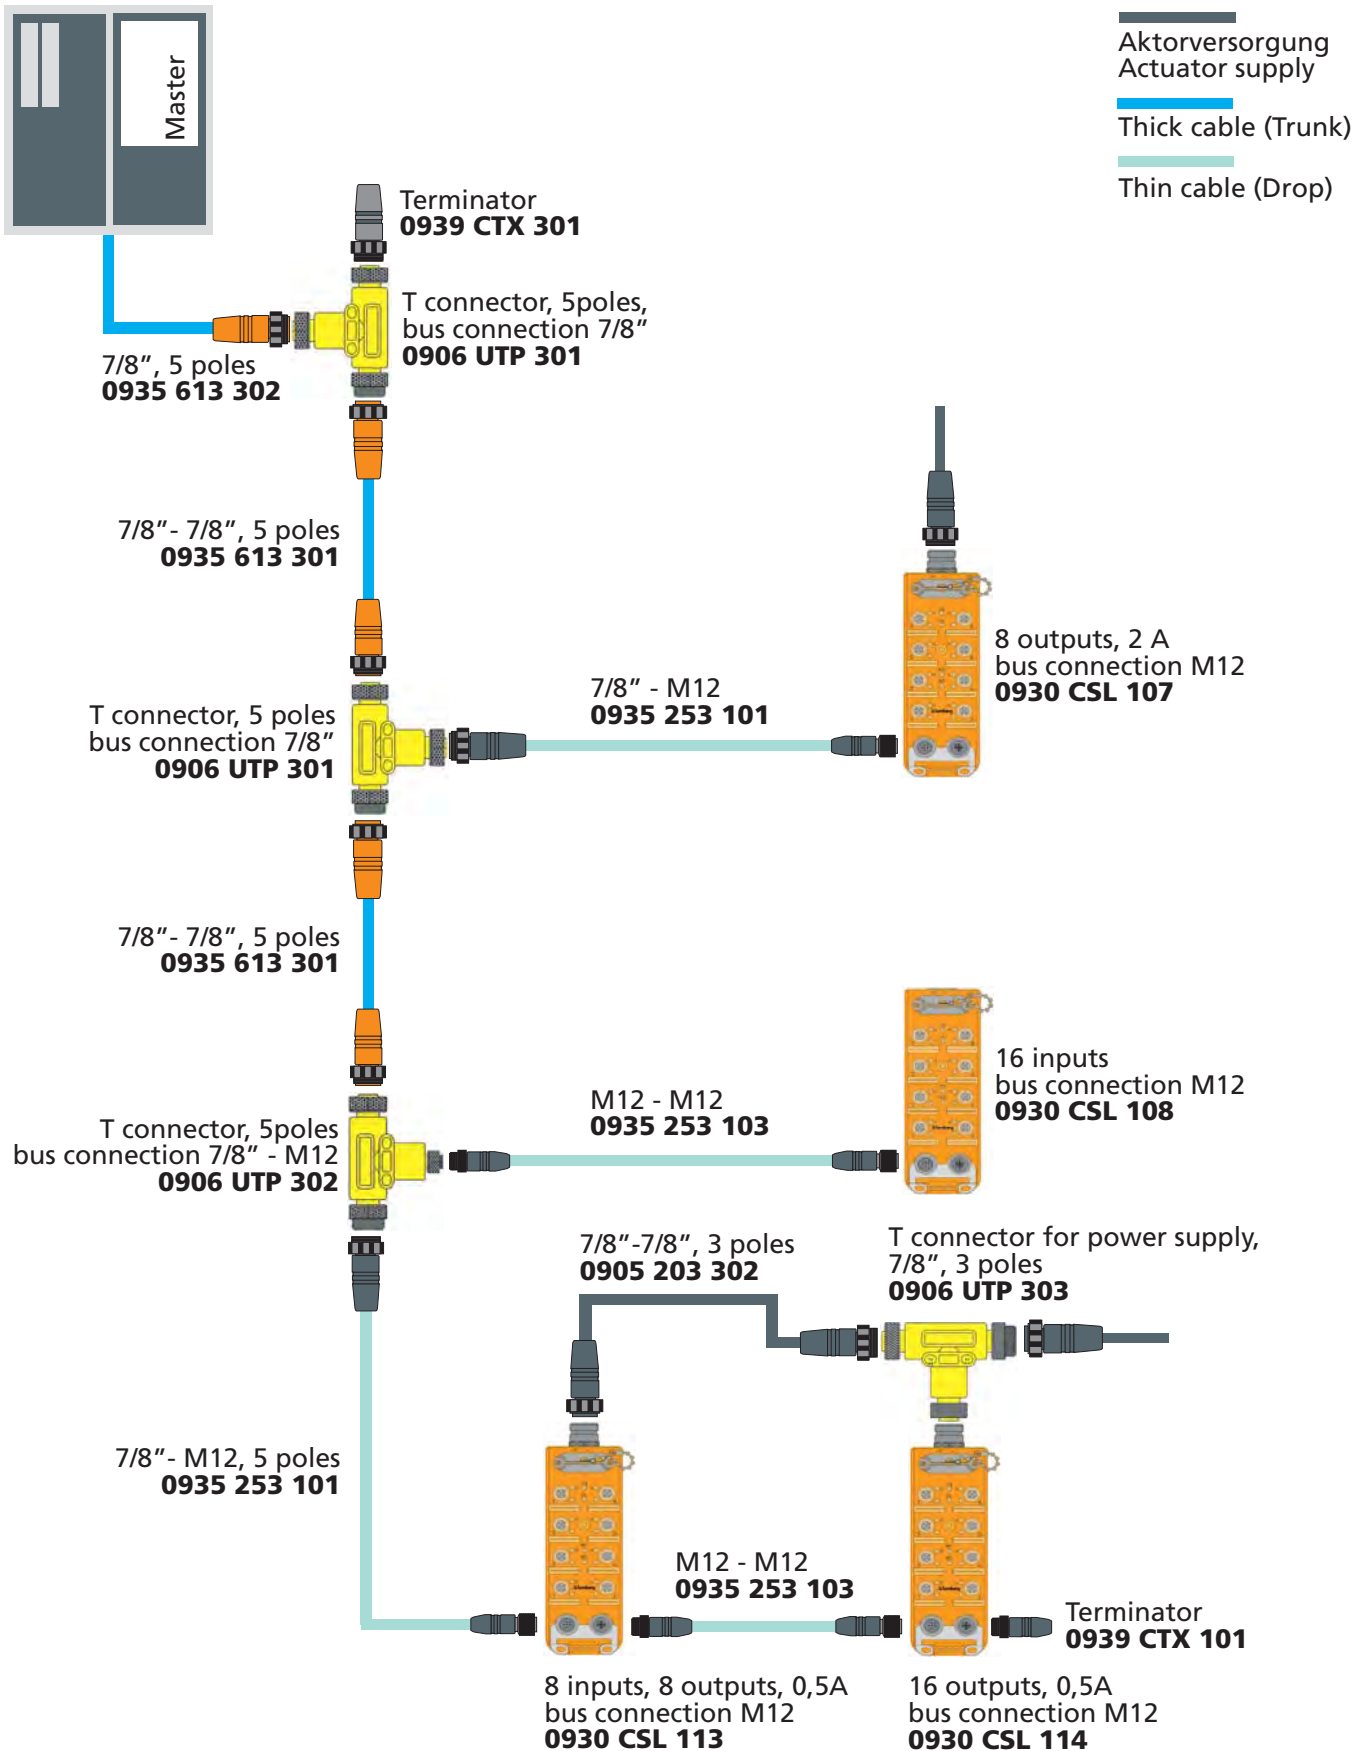 Master
Aktorversorgung
Actuator supply
Thick cable (Trunk)
Thin cable (Drop)
Terminator
0939 CTX 301
T connector, 5poles,
bus connection 7/8”
0906 UTP 301
7/8”, 5 poles
0935 613 302
7/8”- 7/8”, 5 poles
0935 613 301
8 outputs, 2 A
bus connection M12
0930 CSL 107
7/8” - M12
0935 253 101
T connector, 5 poles
bus connection 7/8”
0906 UTP 301
7/8”- 7/8”, 5 poles
0935 613 301
16 inputs
bus connection M12
0930 CSL 108
M12 - M12
0935 253 103
T connector, 5poles
bus connection 7/8” - M12
0906 UTP 302
7/8”-7/8”, 3 poles
0905 203 302
T connector for power supply,
7/8”, 3 poles
0906 UTP 303
7/8”- M12, 5 poles
0935 253 101
M12 - M12
0935 253 103
Terminator
0939 CTX 101
8 inputs, 8 outputs, 0,5A
bus connection M12
0930 CSL 113
16 outputs, 0,5A
bus connection M12
0930 CSL 114